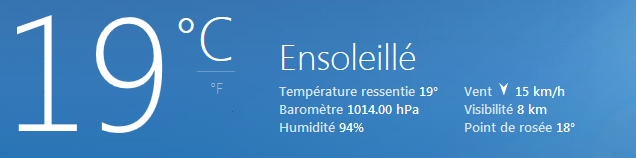 19 °C
°F
Ensoleillé
Température ressentie 19°
Baromètre 1014.00 hPa
Humidité 94%
Vent 15 km/h
Visibilité 8 km
Point de rosée 18°